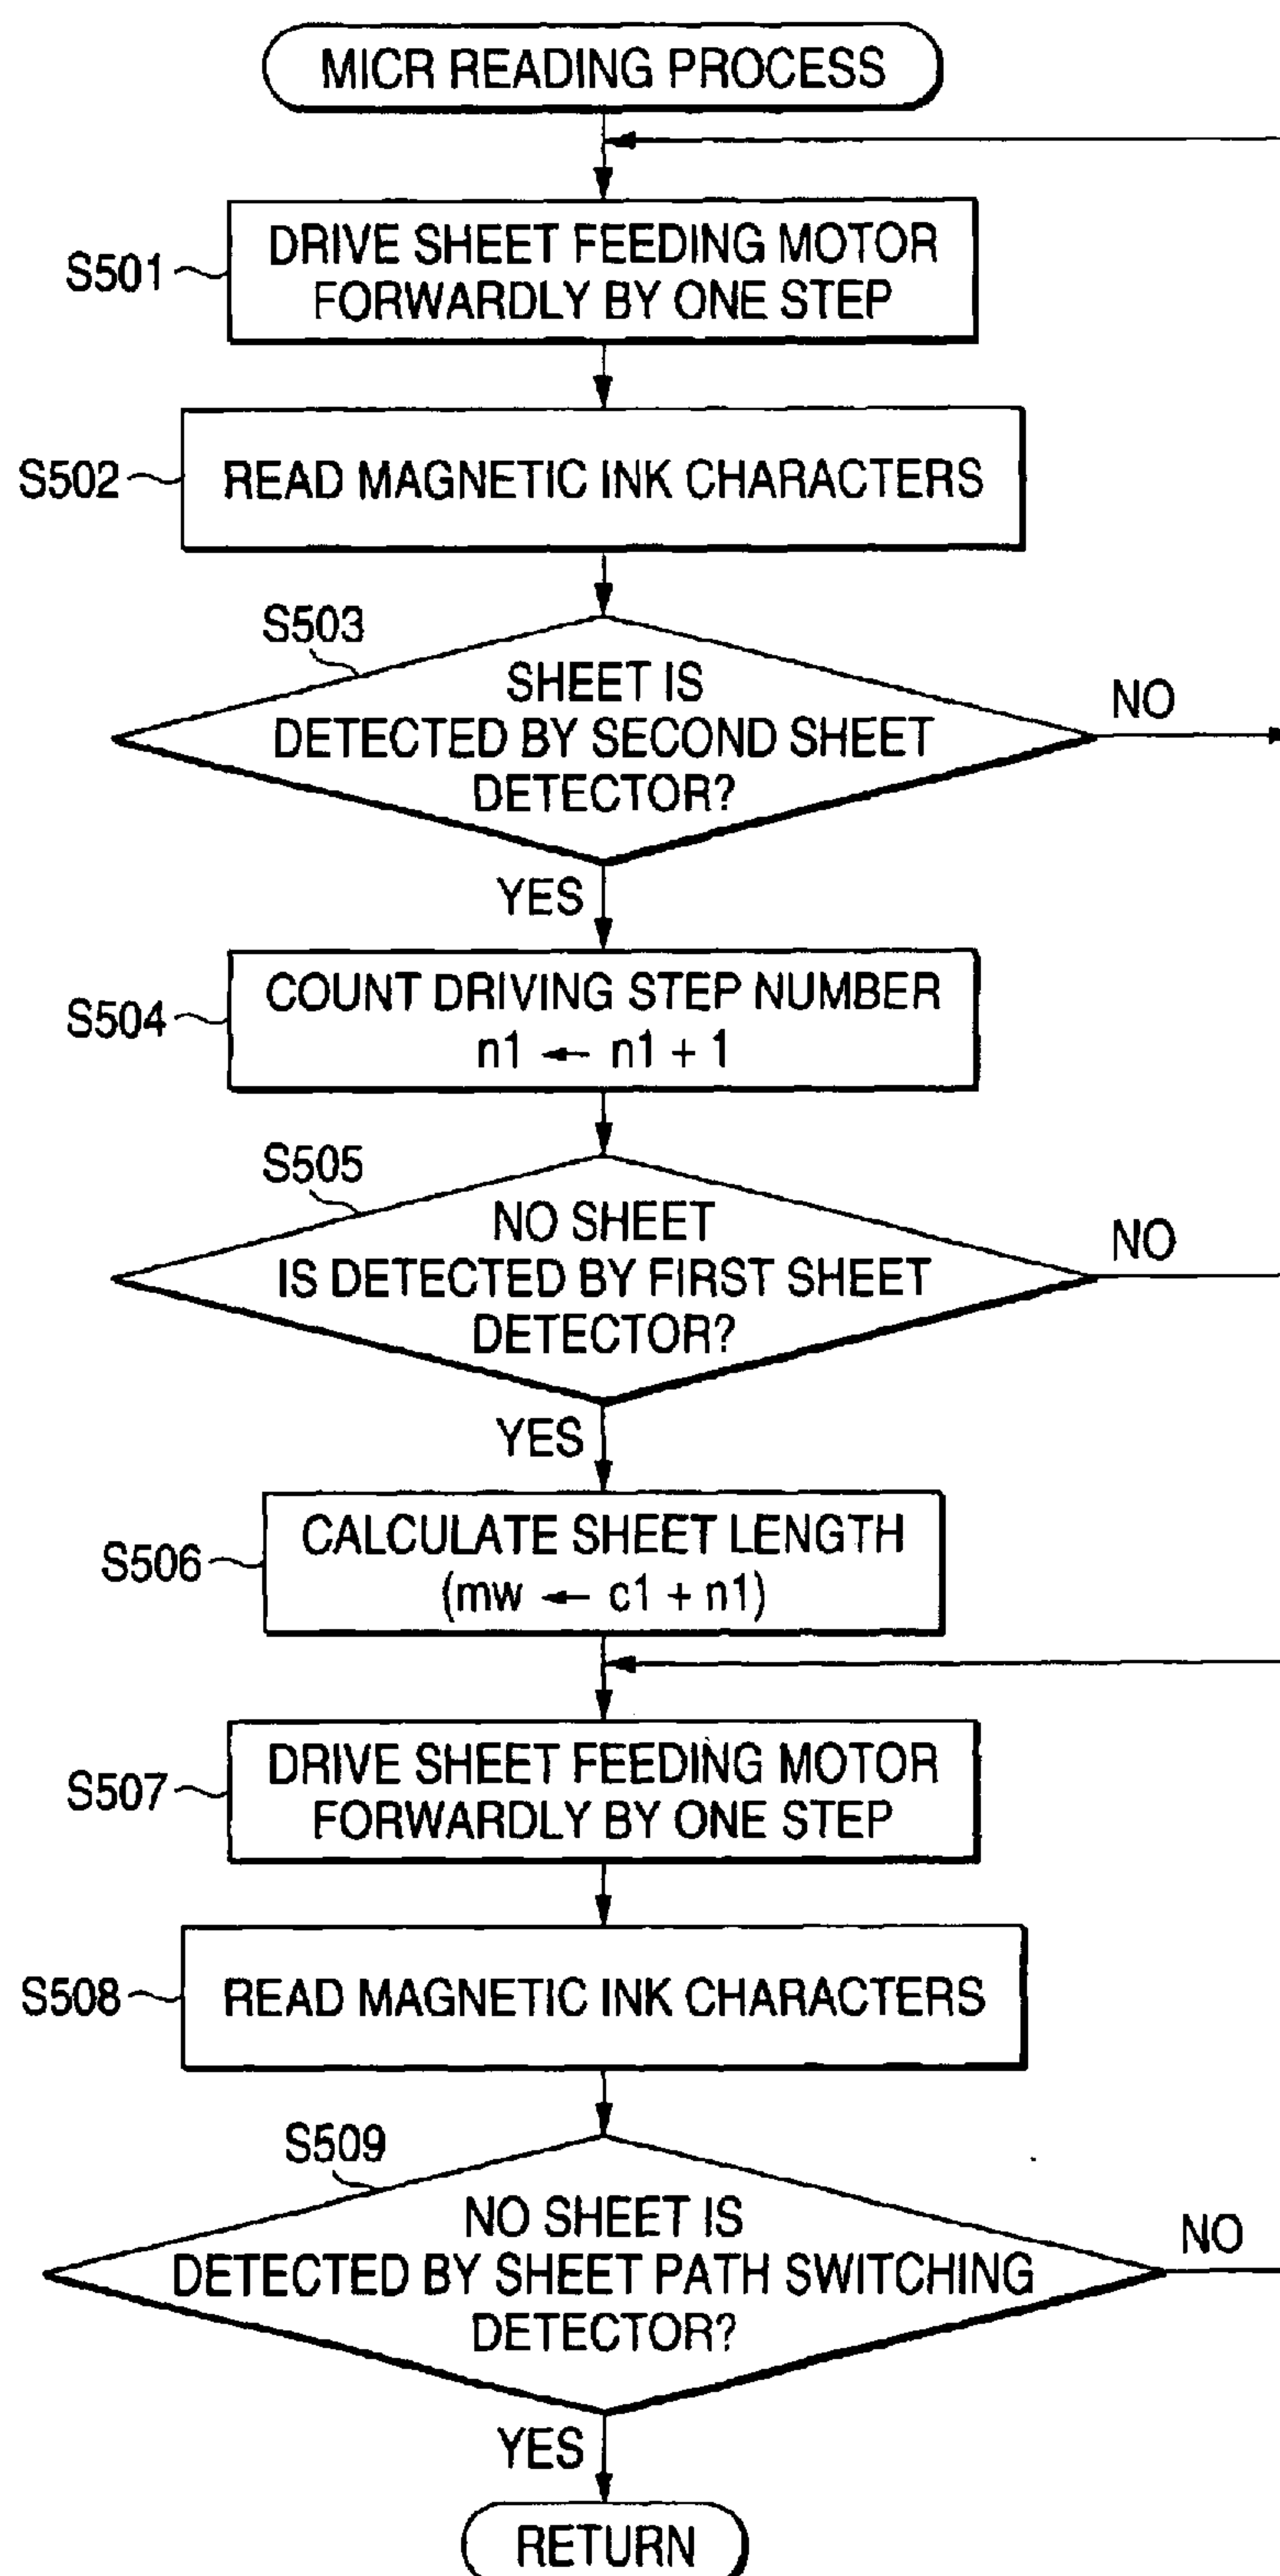 MICR READING PROCESS
S501
DRIVE SHEET FEEDING MOTOR
FORWARDLY BY ONE STEP
S502
READ MAGNETIC INK CHARACTERS
S503
SHEET IS
DETECTED BY SECOND SHEET
DETECTOR?
NO
YES
S504
COUNT DRIVING STEP NUMBER
n1 ← n1 + 1
S505
NO SHEET
IS DETECTED BY FIRST SHEET
DETECTOR?
NO
YES
S506
CALCULATE SHEET LENGTH
(mw ← c1 + n1)
S507
DRIVE SHEET FEEDING MOTOR
FORWARDLY BY ONE STEP
S508
READ MAGNETIC INK CHARACTERS
S509
NO SHEET IS
DETECTED BY SHEET PATH SWITCHING
DETECTOR?
NO
YES
RETURN